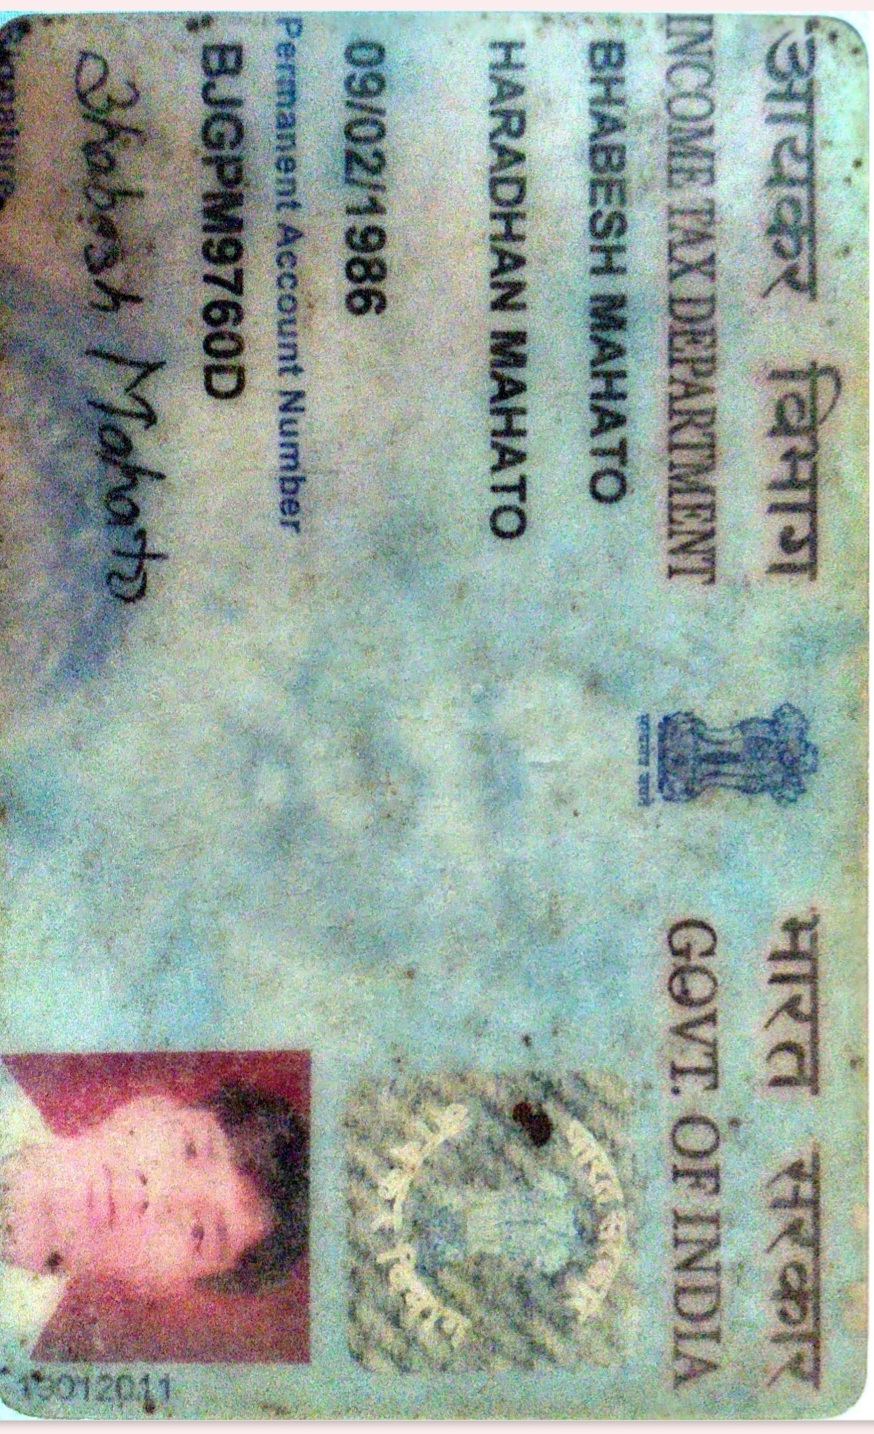 आयकर विभाग
INCOME TAX DEPARTMENT
भारत सरकार
GOVT. OF INDIA
BHABESH MAHATO
HARADHAN MAHATO
09/02/1986
Permanent Account Number
BJGPM9760D
Bhabesh Mahato
Signature
19012011